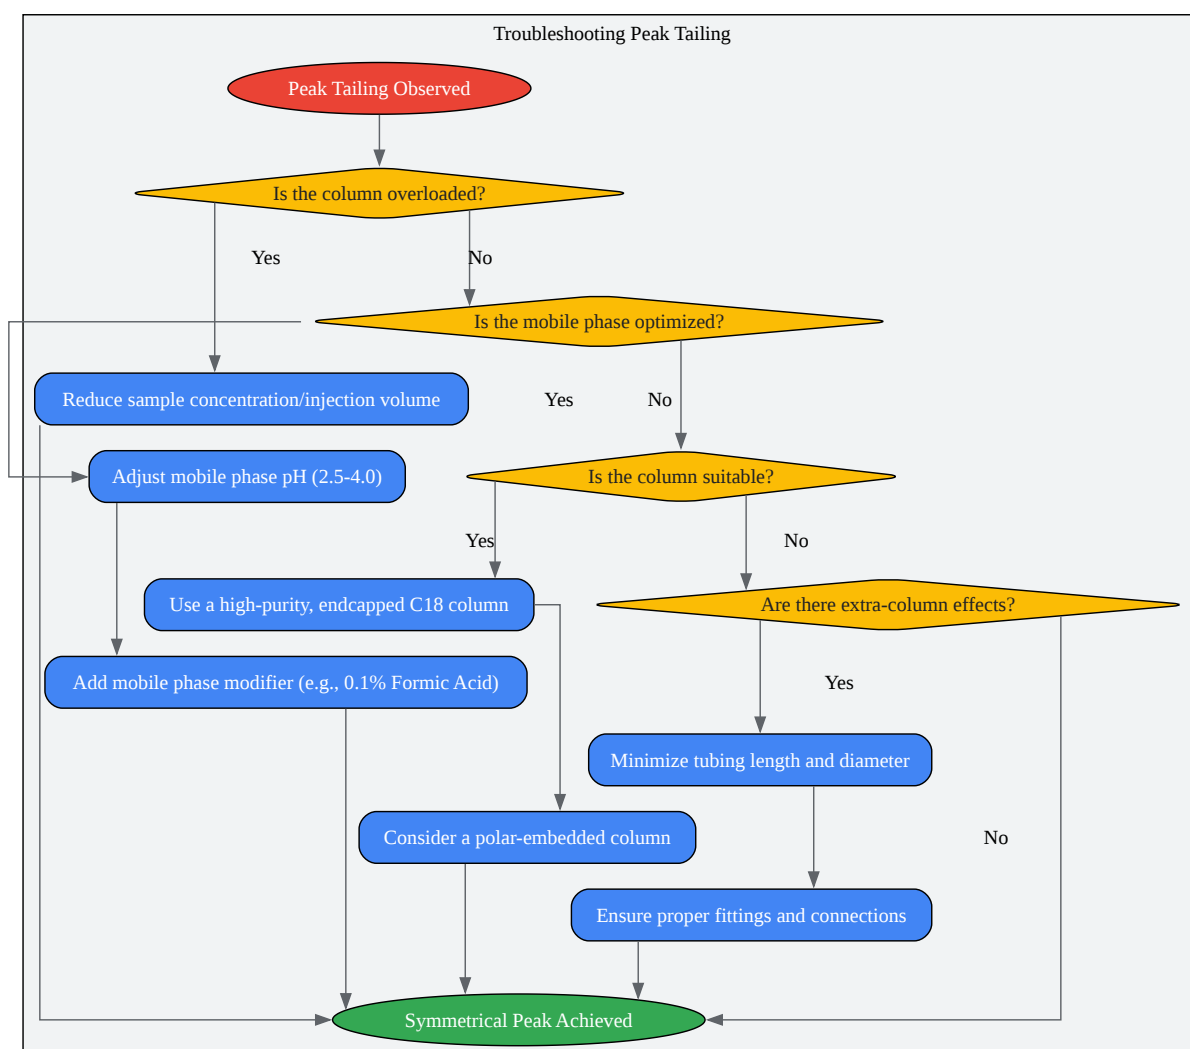 Troubleshooting Peak Tailing
Peak Tailing Observed
Is the column overloaded?
Yes
No
Is the mobile phase optimized?
Reduce sample concentration/injection volume
Yes
No
Adjust mobile phase pH (2.5-4.0)
Is the column suitable?
Yes
No
Use a high-purity, endcapped C18 column
Are there extra-column effects?
Add mobile phase modifier (e.g., 0.1% Formic Acid)
Yes
Minimize tubing length and diameter
Consider a polar-embedded column
No
Ensure proper fittings and connections
Symmetrical Peak Achieved